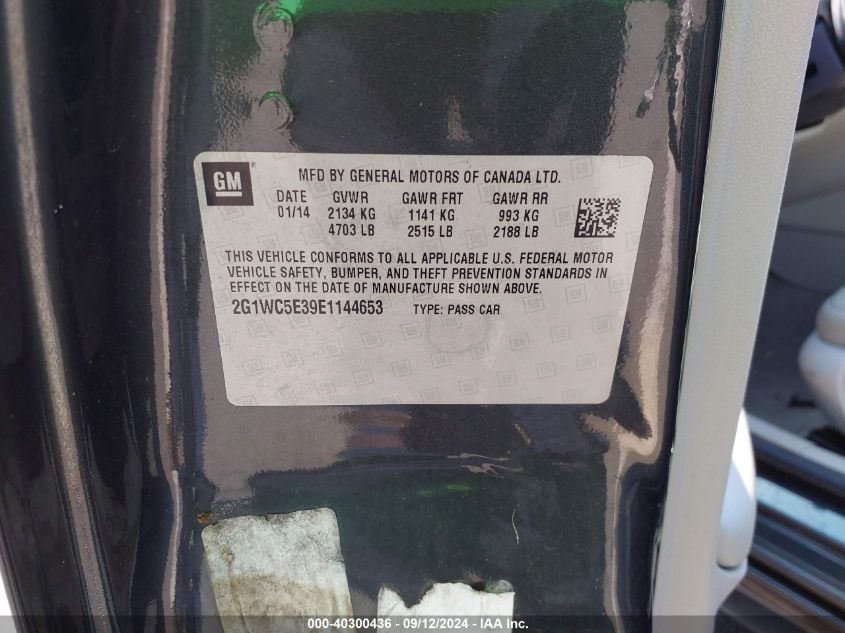 GM®
MFD BY GENERAL MOTORS OF CANADA LTD.
DATE GVWR GAWR FRT GAWR RR
01/14 2134 KG 1141 KG 993 KG
4703 LB 2515 LB 2188 LB
THIS VEHICLE CONFORMS TO ALL APPLICABLE U.S. FEDERAL MOTOR
VEHICLE SAFETY, BUMPER, AND THEFT PREVENTION STANDARDS IN
EFFECT ON THE DATE OF MANUFACTURE SHOWN ABOVE.
2G1WC5E39E1144653 TYPE: PASS CAR
000-40300436 - 09/12/2024 - IAA Inc.